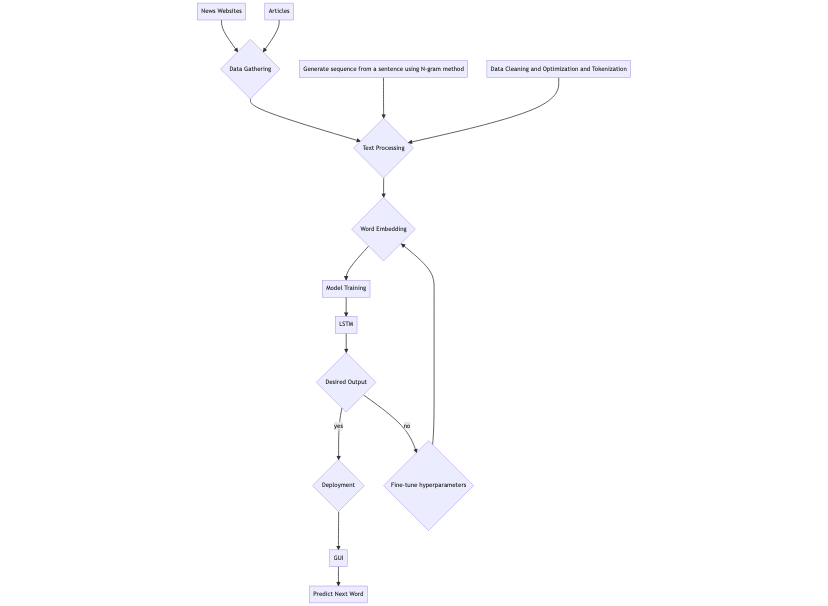 News Websites
Articles
Data Gathering
Generate sequence from a sentence using N-gram method
Data Cleaning and Optimization and Tokenization
Text Processing
Word Embedding
Model Training
LSTM
Desired Output
yes
no
Deployment
Fine-tune hyperparameters
GUI
Predict Next Word